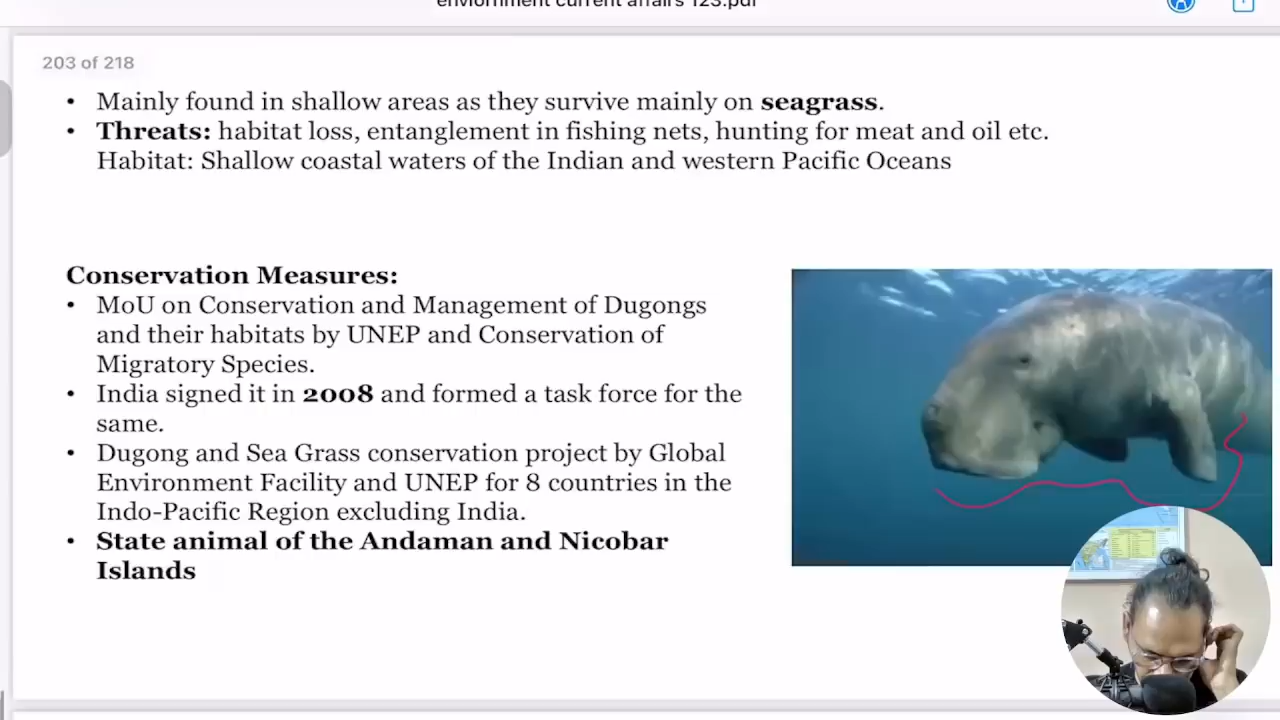 enviornment current affairs 123.pdf
203 of 218
• Mainly found in shallow areas as they survive mainly on seagrass.
• Threats: habitat loss, entanglement in fishing nets, hunting for meat and oil etc.
Habitat: Shallow coastal waters of the Indian and western Pacific Oceans
Conservation Measures:
• MoU on Conservation and Management of Dugongs
and their habitats by UNEP and Conservation of
Migratory Species.
• India signed it in 2008 and formed a task force for the
same.
• Dugong and Sea Grass conservation project by Global
Environment Facility and UNEP for 8 countries in the
Indo-Pacific Region excluding India.
• State animal of the Andaman and Nicobar
Islands